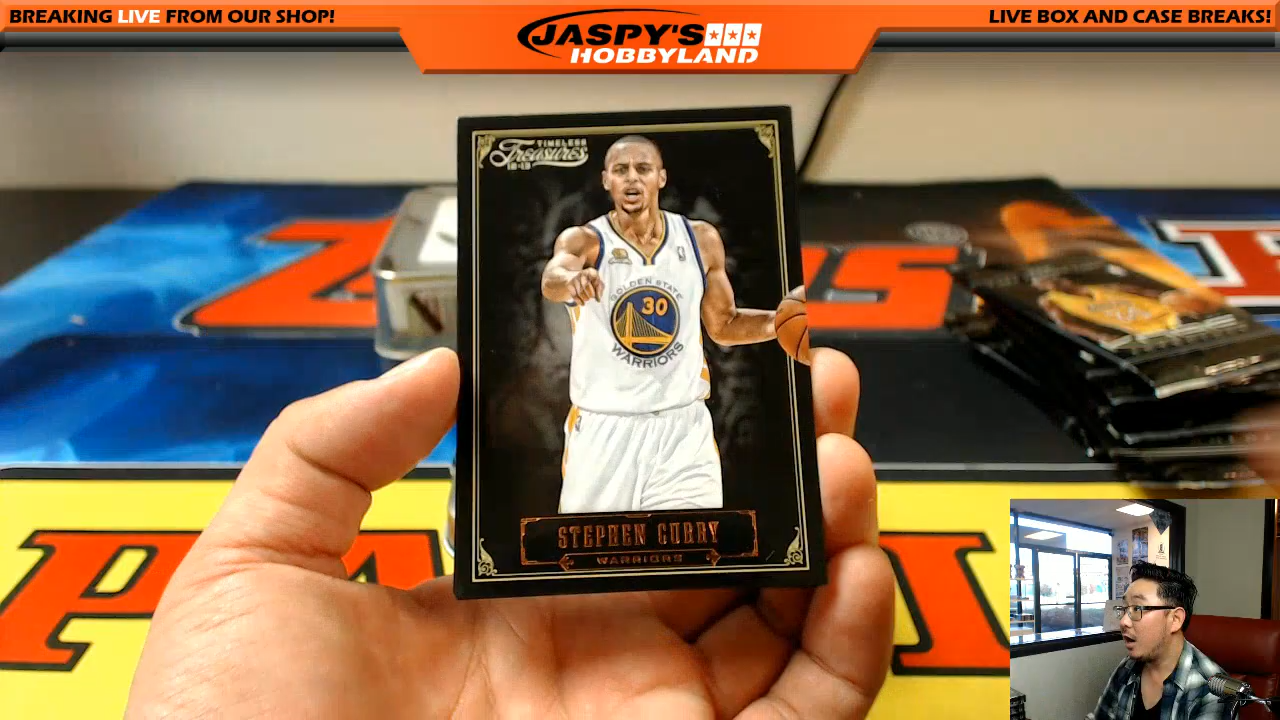 BREAKING LIVE FROM OUR SHOP!
JASPY'S
HOBBYLAND
LIVE BOX AND CASE BREAKS!
TIMELESS
Treasures
12-13
GOLDEN STATE
30
WARRIORS
STEPHEN CURRY
WARRIORS